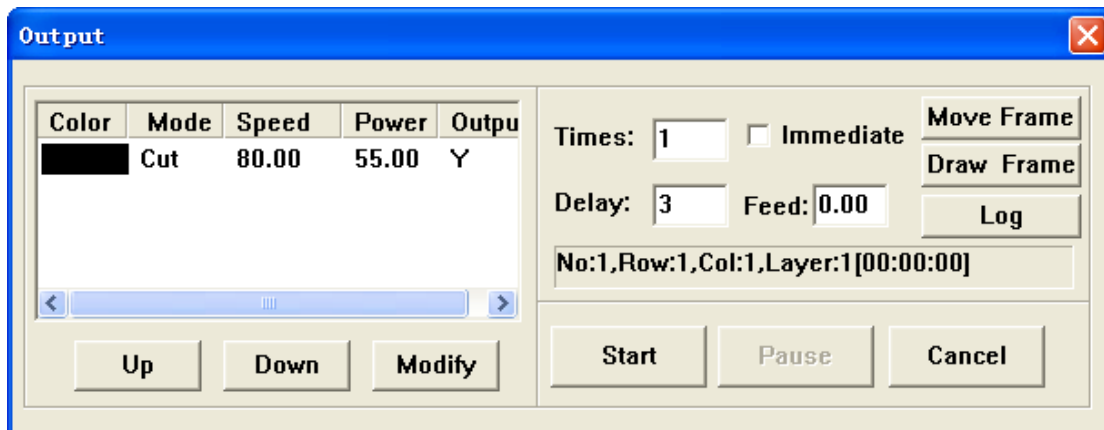 Output
Color Mode Speed Power Outpu
Cut 80.00 55.00 Y
Up Down Modify
Times: 1 Immediate
Delay: 3 Feed: 0.00
Move Frame
Draw Frame
Log
No:1,Row:1,Col:1,Layer:1[00:00:00]
Start Pause Cancel